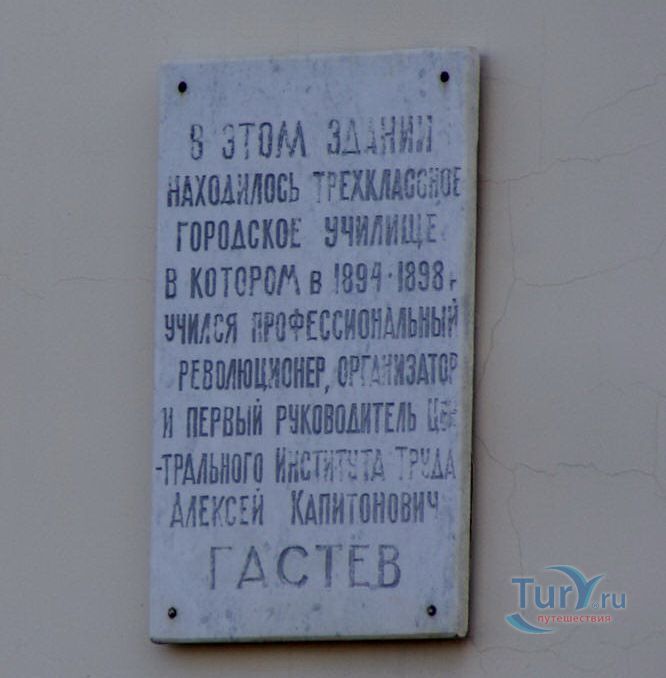 В ЭТОМ ЗДАНИИ
НАХОДИЛОСЬ ТРЕХКЛАССНОЕ
ГОРОДСКОЕ УЧИЛИЩЕ
В КОТОРОМ в 1894-1898 г.
УЧИЛСЯ ПРОФЕССИОНАЛЬНЫЙ
РЕВОЛЮЦИОНЕР, ОРГАНИЗАТОР
И ПЕРВЫЙ РУКОВОДИТЕЛЬ ЦЕН
-ТРАЛЬНОГО ИНСТИТУТА ТРУДА
АЛЕКСЕЙ КАПИТОНОВИЧ
ГАСТЕВ
TurY.ru
путешествия